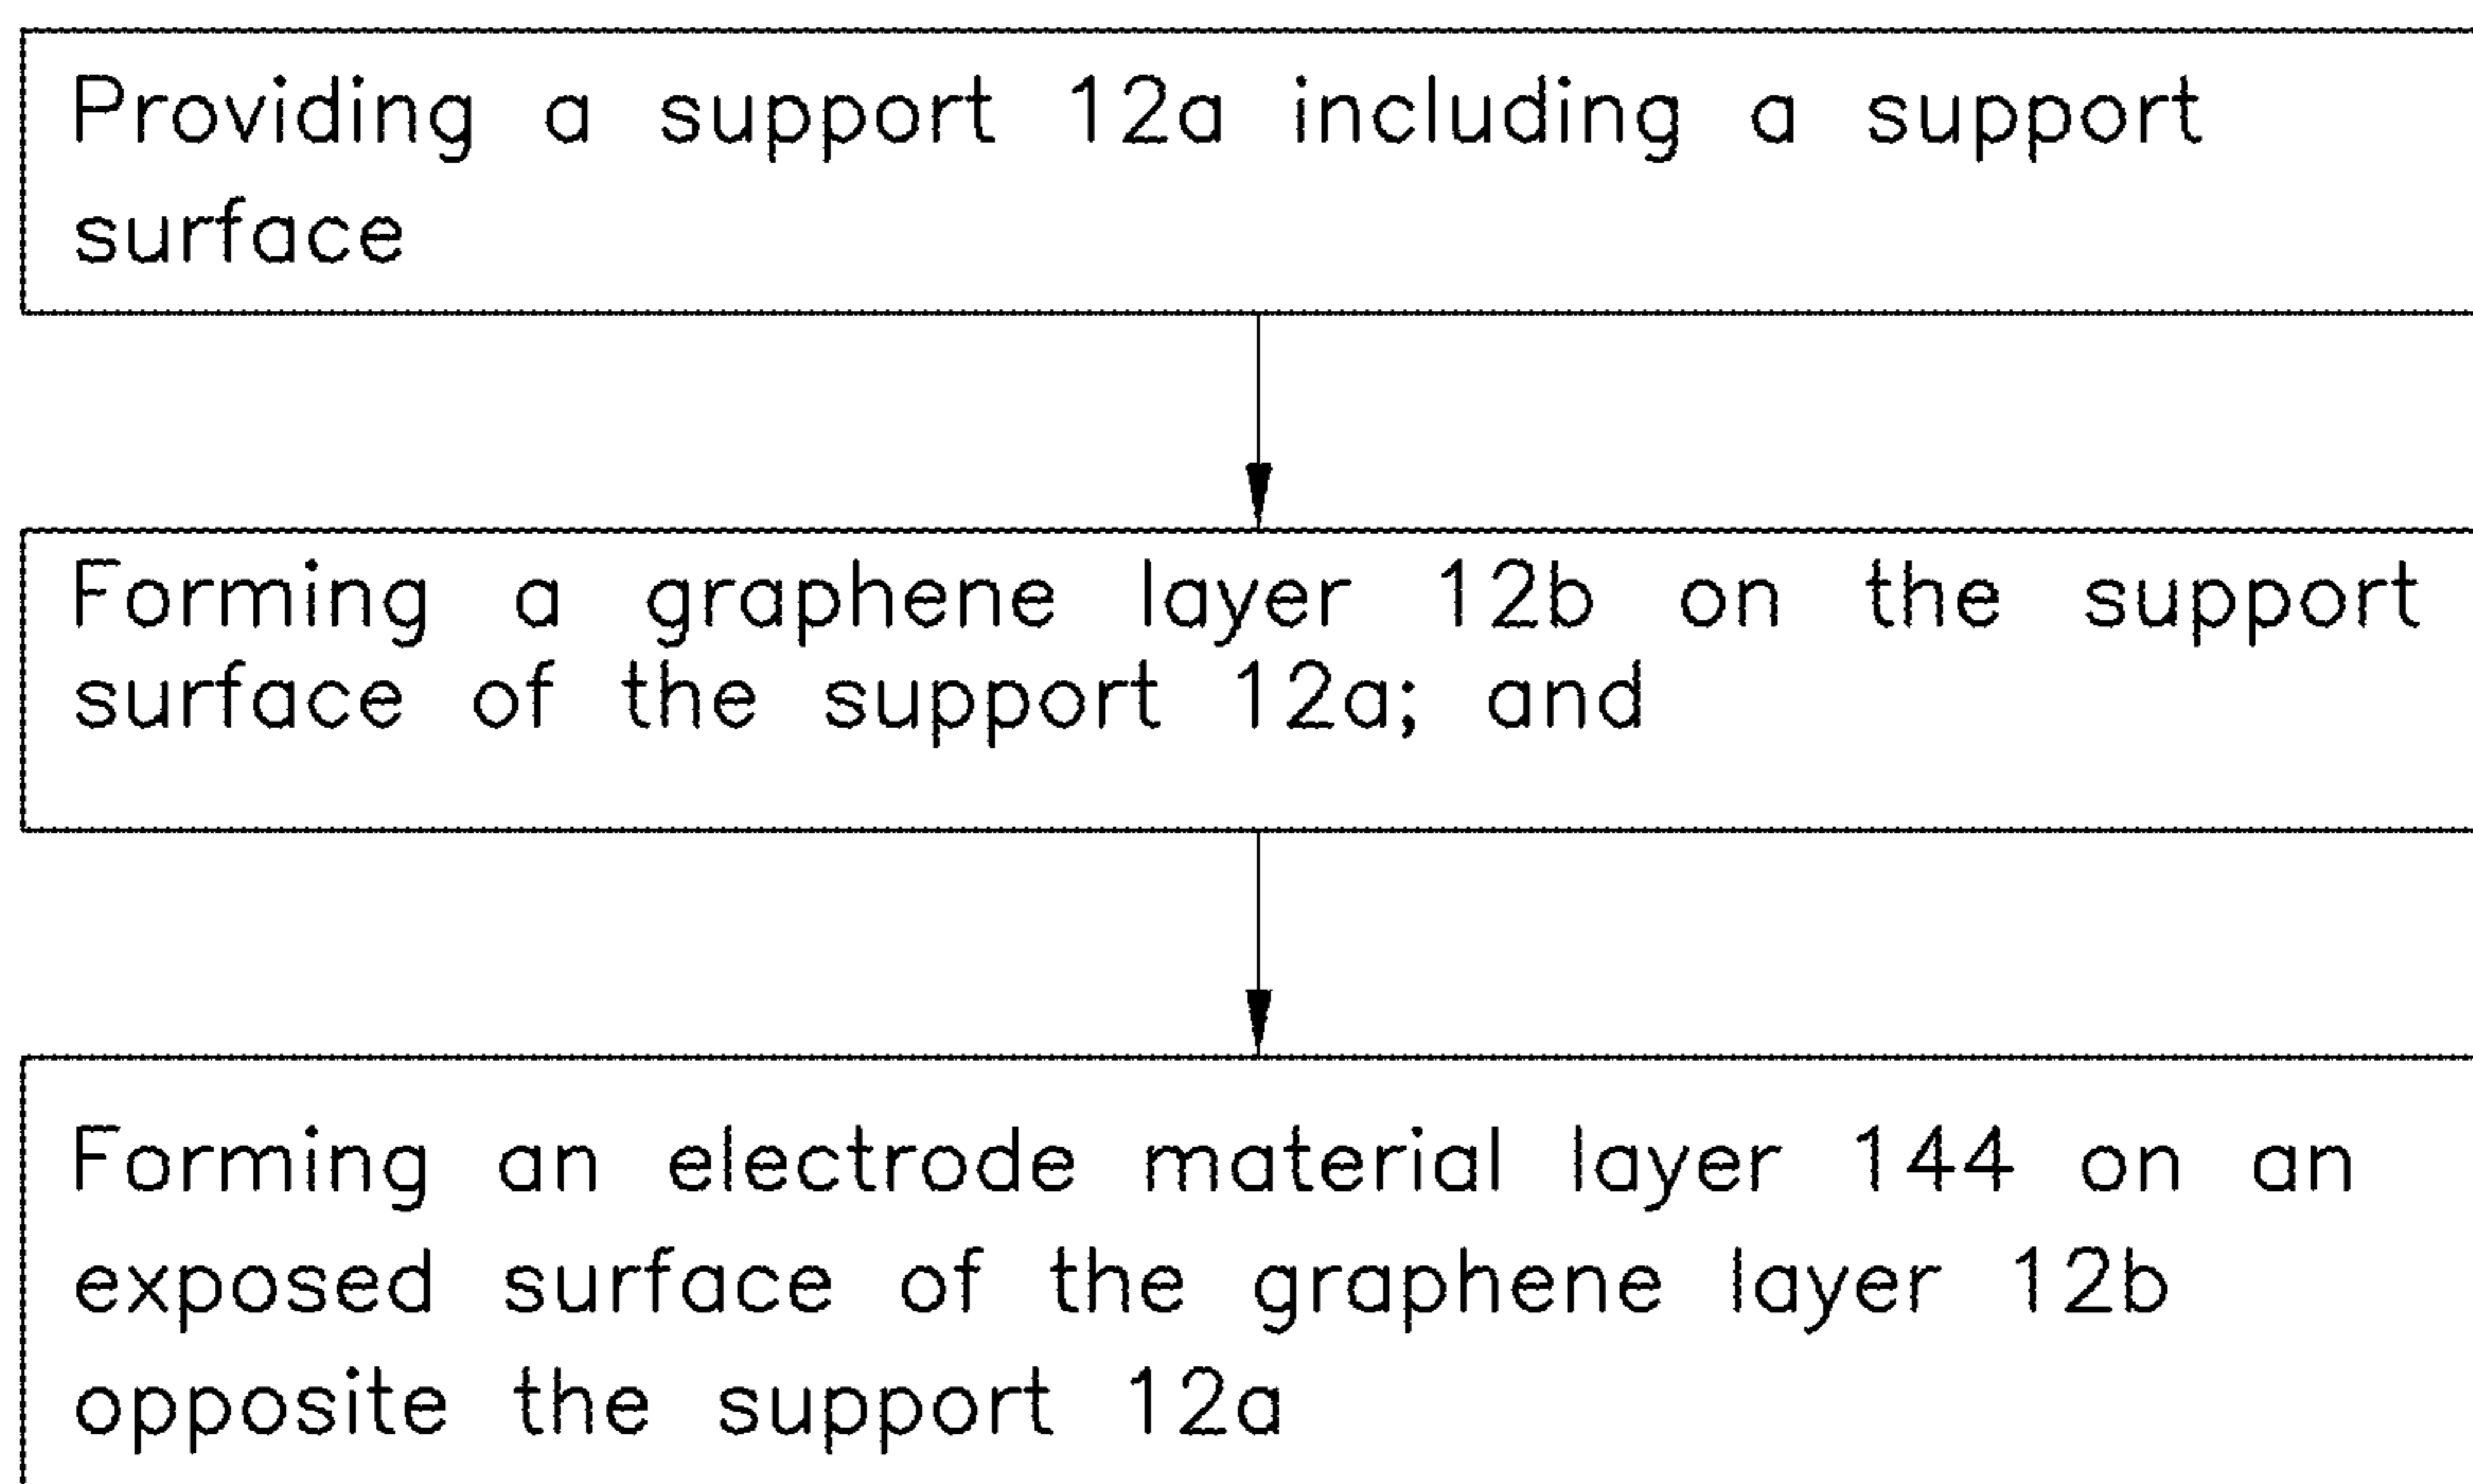 Providing a support 12a including a support
surface
Forming a graphene layer 12b on the support
surface of the support 12a; and
Forming an electrode material layer 144 on an
exposed surface of the graphene layer 12b
opposite the support 12a